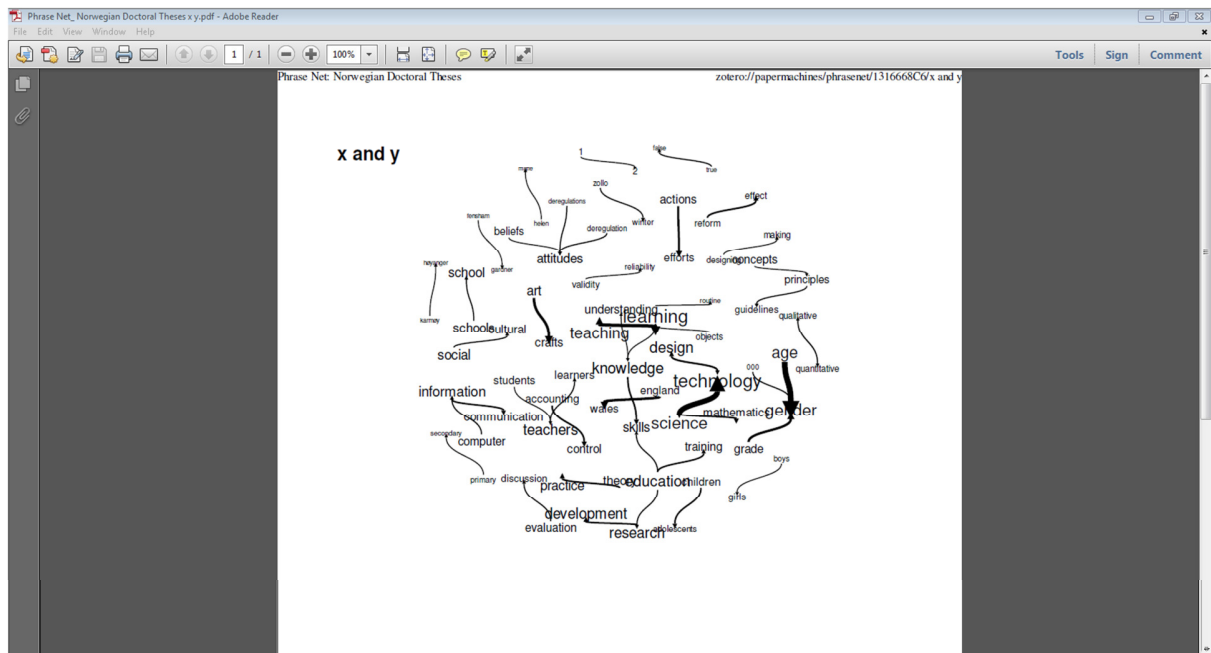 Phrase Net_ Norwegian Doctoral Theses x y.pdf - Adobe Reader
File Edit View Window Help
1 / 1 100% Tools Sign Comment
Phrase Net: Norwegian Doctoral Theses zotero://papermachines/phrasenet/1316668C6/x and y
x and y
1
2
false
true
zollo
winter
helen
deregulations
deregulation
beliefs
attitudes
actions
efforts
effect
reform
making
designing
concepts
principles
guidelines
fensham
gardner
school
schools
karmøy
reliability
validity
art
crafts
understanding
routine
learning
teaching
objects
qualitative
quantitative
cultural
social
design
age
000
knowledge
technology
gender
students
learners
information
accounting
england
wales
communication
teachers
skills
science
mathematics
computer
control
secondary
primary
training
grade
boys
girls
discussion
practice
theory
education
children
development
evaluation
research
adolescents